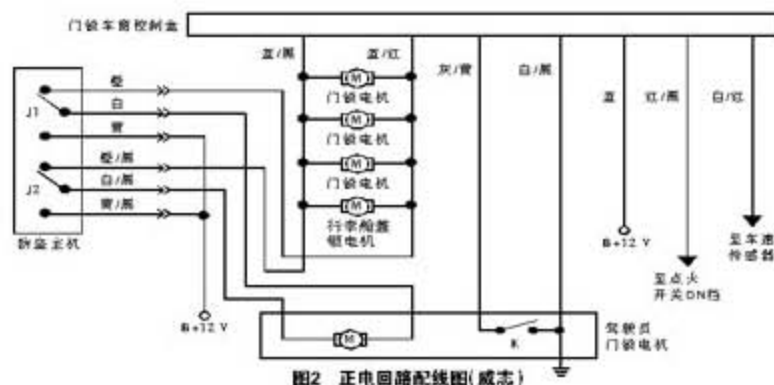 门锁车窗控制盒
蓝/黑
蓝/红
灰/黄
白/黑
蓝
红/黑
白/红
橙
白
黄
橙/黑
白/黑
黄/黑
J1
J2
防盗主机
M
门锁电机
M
门锁电机
M
门锁电机
M
行李船盖
锁电机
B+12 V
B+12 V
至点火
开关ON档
至车速
传感器
M
K
驾驶员
门锁电机
图2 正电回路配线图(威志)